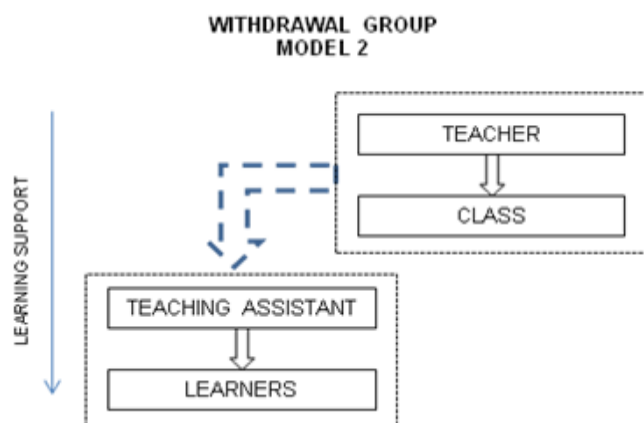 WITHDRAWAL GROUP
MODEL 2
LEARNING SUPPORT
TEACHER
CLASS
TEACHING ASSISTANT
LEARNERS